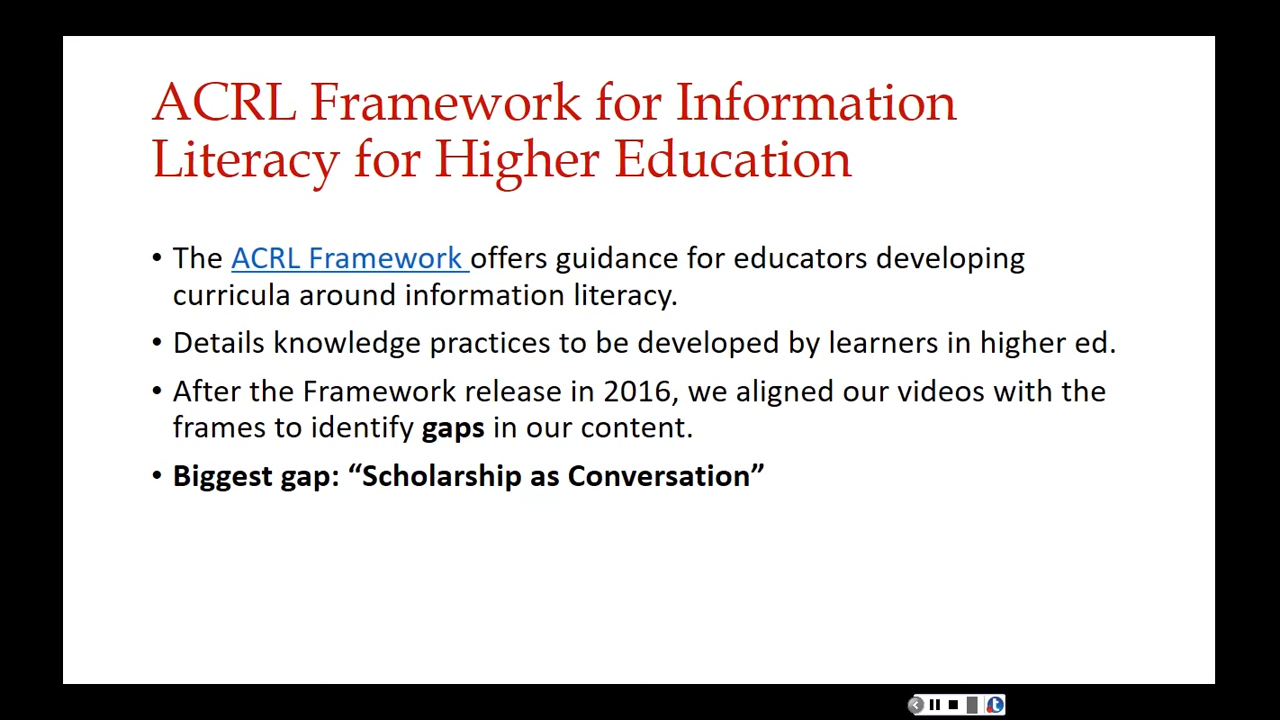 ACRL Framework for Information
Literacy for Higher Education
• The ACRL Framework offers guidance for educators developing
curricula around information literacy.
• Details knowledge practices to be developed by learners in higher ed.
• After the Framework release in 2016, we aligned our videos with the
frames to identify gaps in our content.
• Biggest gap: “Scholarship as Conversation”